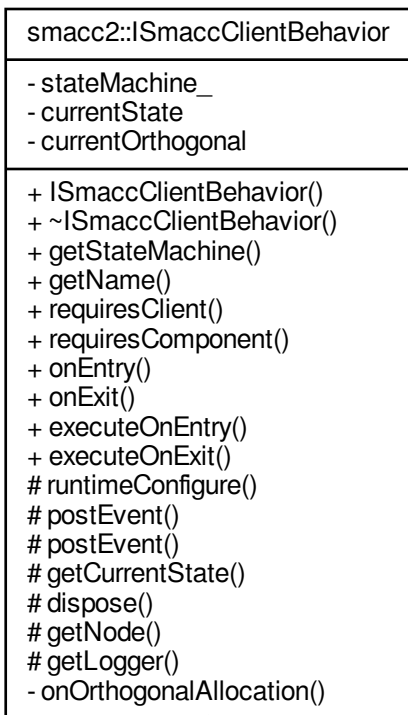 smacc2::ISmaccClientBehavior
- stateMachine_
- currentState
- currentOrthogonal
+ ISmaccClientBehavior()
+ ~ISmaccClientBehavior()
+ getStateMachine()
+ getName()
+ requiresClient()
+ requiresComponent()
+ onEntry()
+ onExit()
+ executeOnEntry()
+ executeOnExit()
# runtimeConfigure()
# postEvent()
# postEvent()
# getCurrentState()
# dispose()
# getNode()
# getLogger()
- onOrthogonalAllocation()